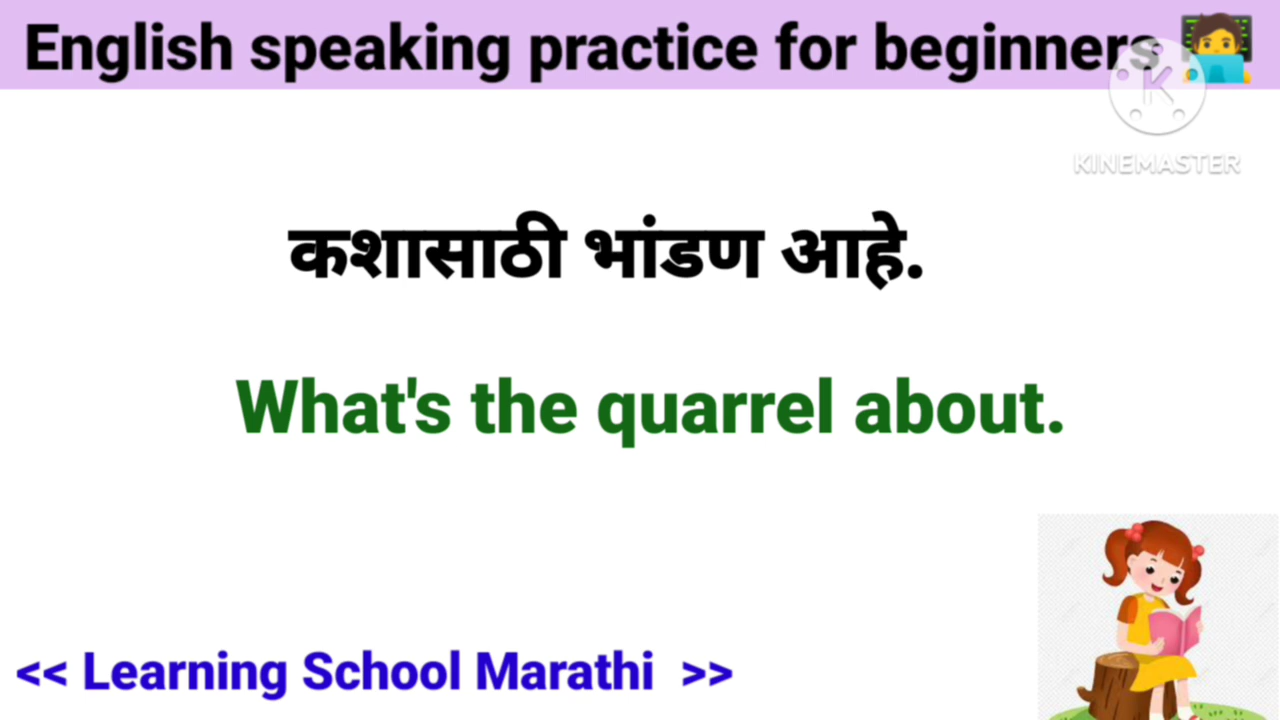 English speaking practice for beginners
KINEMASTER
कशासाठी भांडण आहे.
What's the quarrel about.
<< Learning School Marathi >>